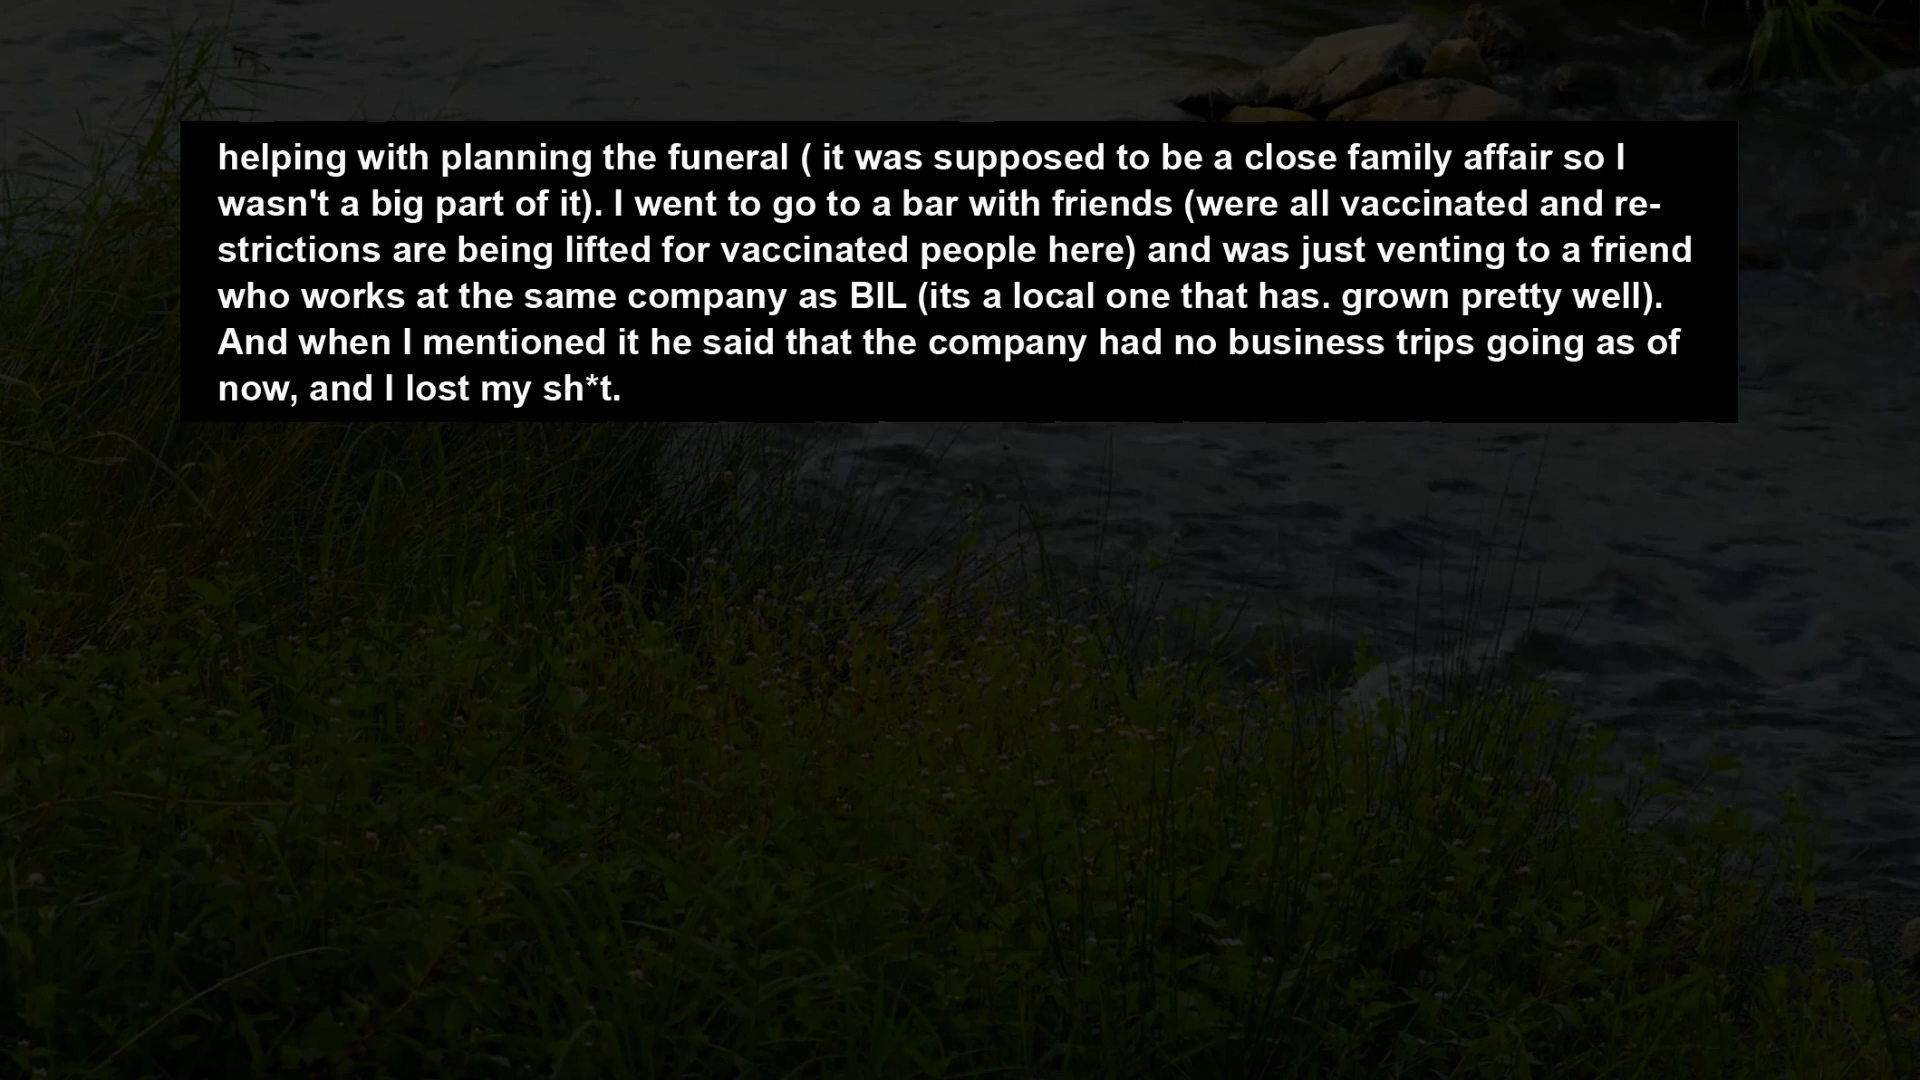 helping with planning the funeral ( it was supposed to be a close family affair so I
wasn't a big part of it). I went to go to a bar with friends (were all vaccinated and re-
strictions are being lifted for vaccinated people here) and was just venting to a friend
who works at the same company as BIL (its a local one that has. grown pretty well).
And when I mentioned it he said that the company had no business trips going as of
now, and I lost my sh*t.